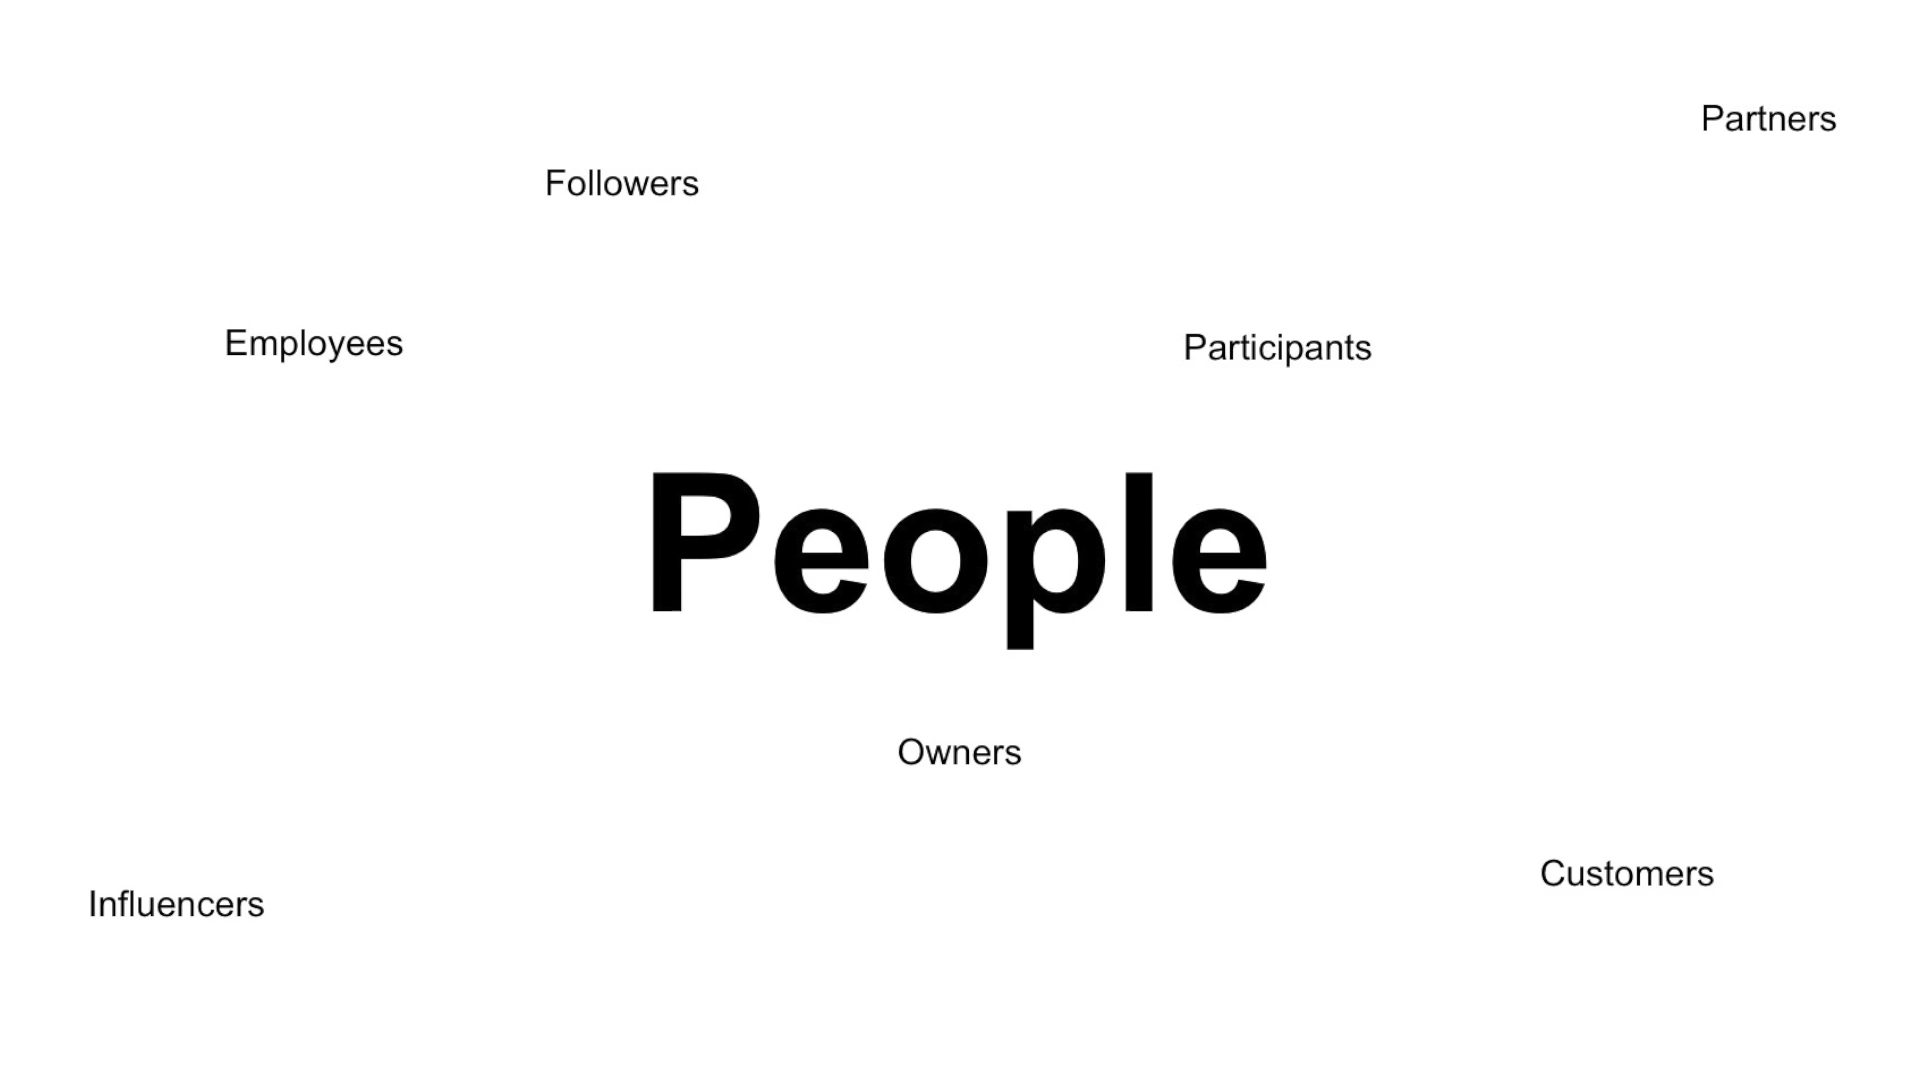 Partners
Followers
Employees
Participants
People
Owners
Customers
Influencers